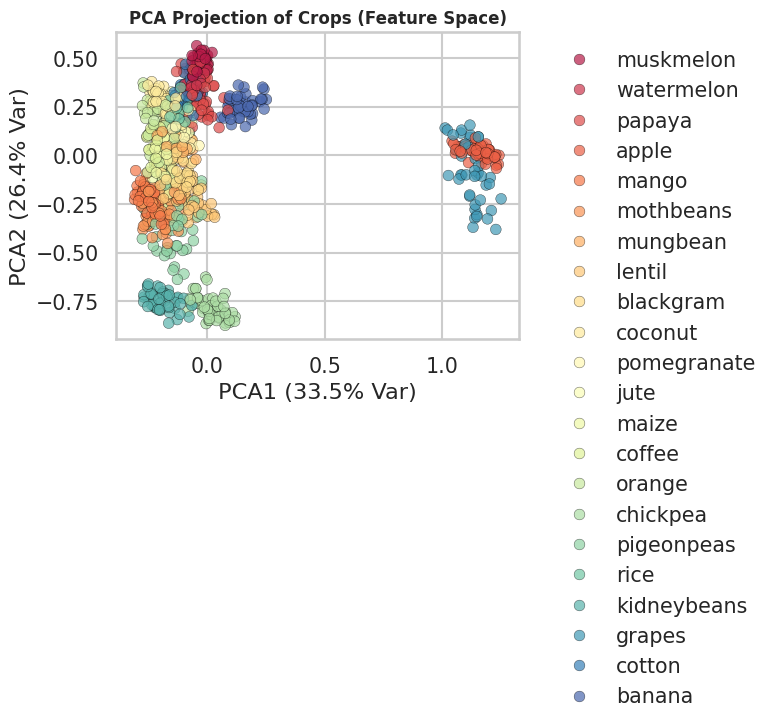 PCA Projection of Crops (Feature Space)
PCA2 (26.4% Var)
0.50
0.25
0.00
−0.25
−0.50
−0.75
0.0
0.5
1.0
PCA1 (33.5% Var)
muskmelon
watermelon
papaya
apple
mango
mothbeans
mungbean
lentil
blackgram
coconut
pomegranate
jute
maize
coffee
orange
chickpea
pigeonpeas
rice
kidneybeans
grapes
cotton
banana